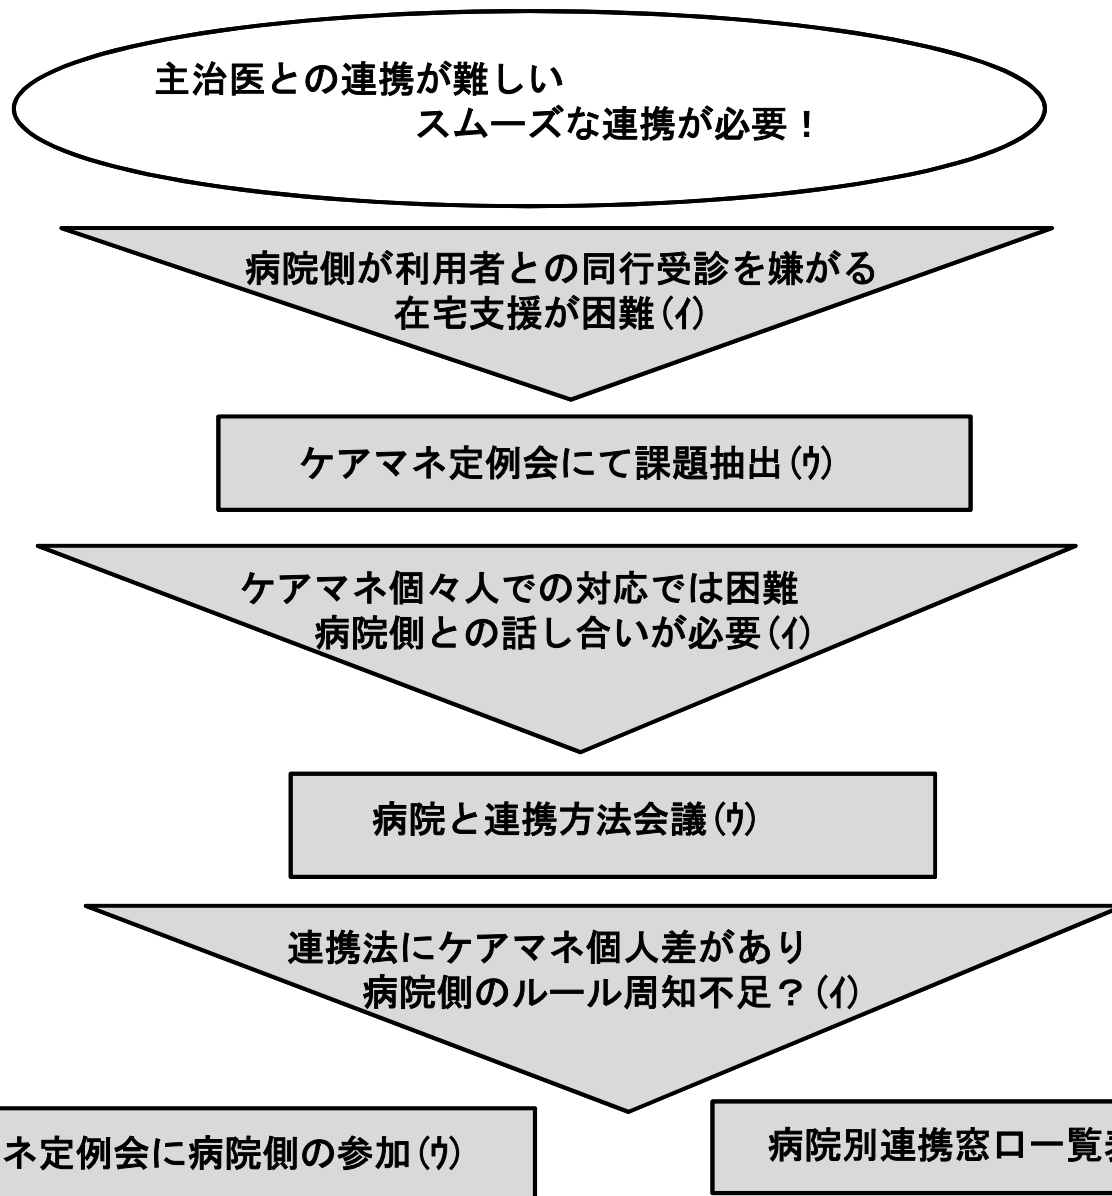 主治医との連携が難しい
スムーズな連携が必要！
病院側が利用者との同行受診を嫌がる
在宅支援が困難(ｲ)
ケアマネ定例会にて課題抽出(ｳ)
ケアマネ個々人での対応では困難
病院側との話し合いが必要(ｲ)
病院と連携方法会議(ｳ)
連携法にケアマネ個人差があり
病院側のルール周知不足？(ｲ)
ネ定例会に病院側の参加(ｳ)
病院別連携窓口一覧表